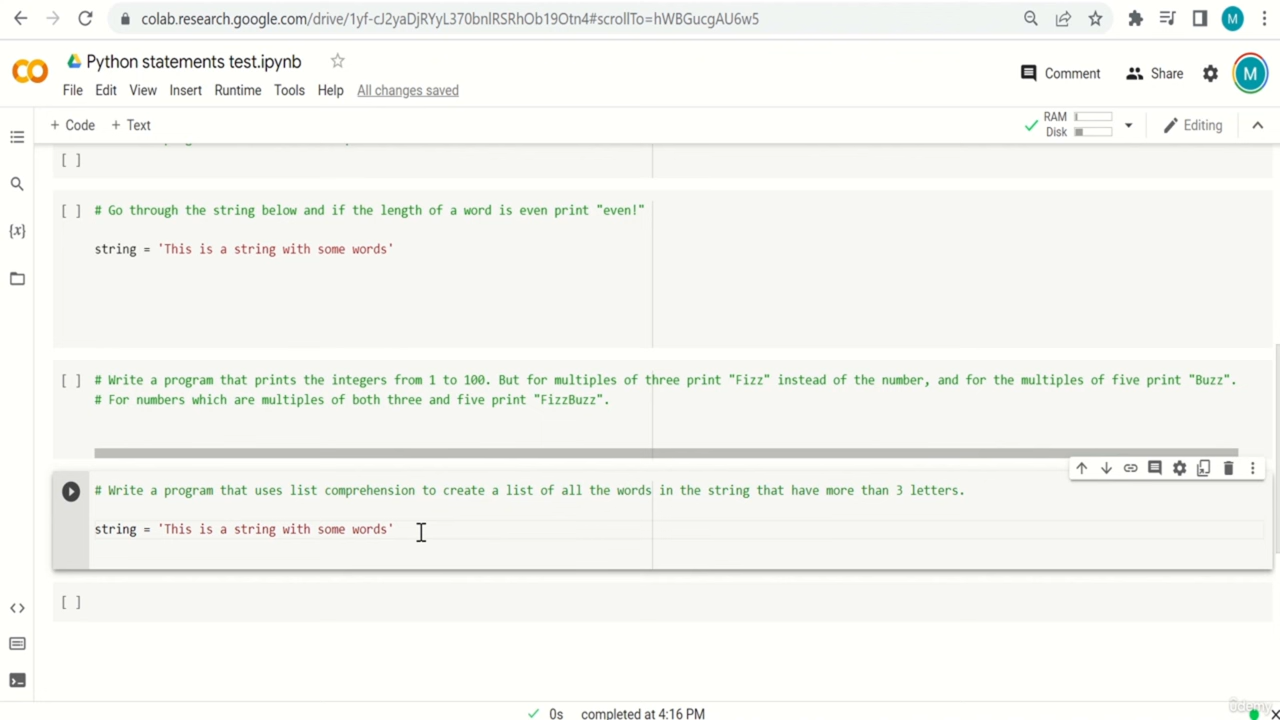 colab.research.google.com/drive/1yf-cJ2yaDjRYyL370bnlRSRhOb19Otn4#scrollTo=hWBGucgAU6w5
M
Python statements test.ipynb
Comment
Share
M
File Edit View Insert Runtime Tools Help All changes saved
+ Code + Text
RAM
Disk
Editing
[ ]
[ ] # Go through the string below and if the length of a word is even print "even!"
string = 'This is a string with some words'
{x}
[ ] # Write a program that prints the integers from 1 to 100. But for multiples of three print "Fizz" instead of the number, and for the multiples of five print "Buzz".
# For numbers which are multiples of both three and five print "FizzBuzz".
# Write a program that uses list comprehension to create a list of all the words in the string that have more than 3 letters.
string = 'This is a string with some words'
[ ]
0s completed at 4:16 PM
ûdemy